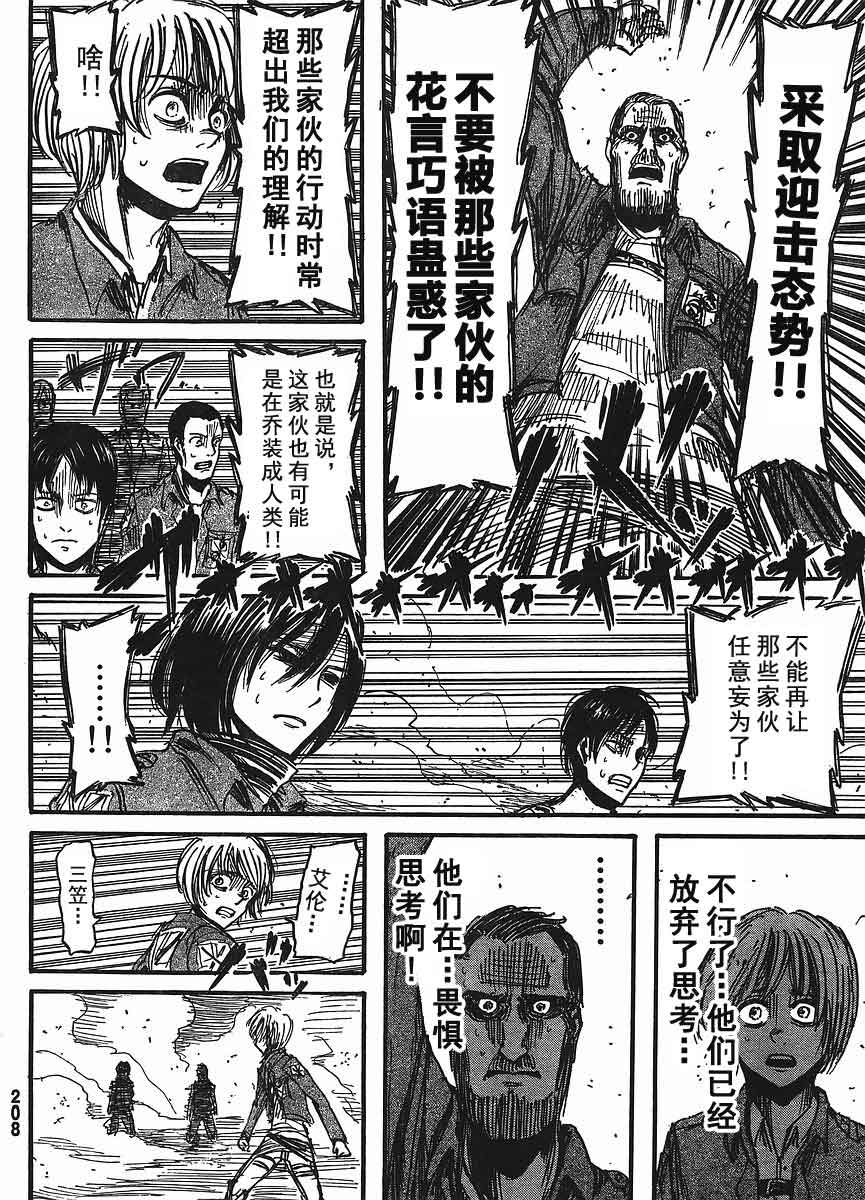 采取迎击态势!!
不要被那些家伙的
花言巧语蛊惑了!!
那些家伙的行动时常
超出我们的理解!!
啥!!
也就是说，
这家伙也有可能
是在乔装成人类!!
不能再让
那些家伙
任意妄为了!!
……!!
艾伦…
三笠…
不行了…他们已经
放弃了思考…
………
他们在…畏惧
思考啊!
208